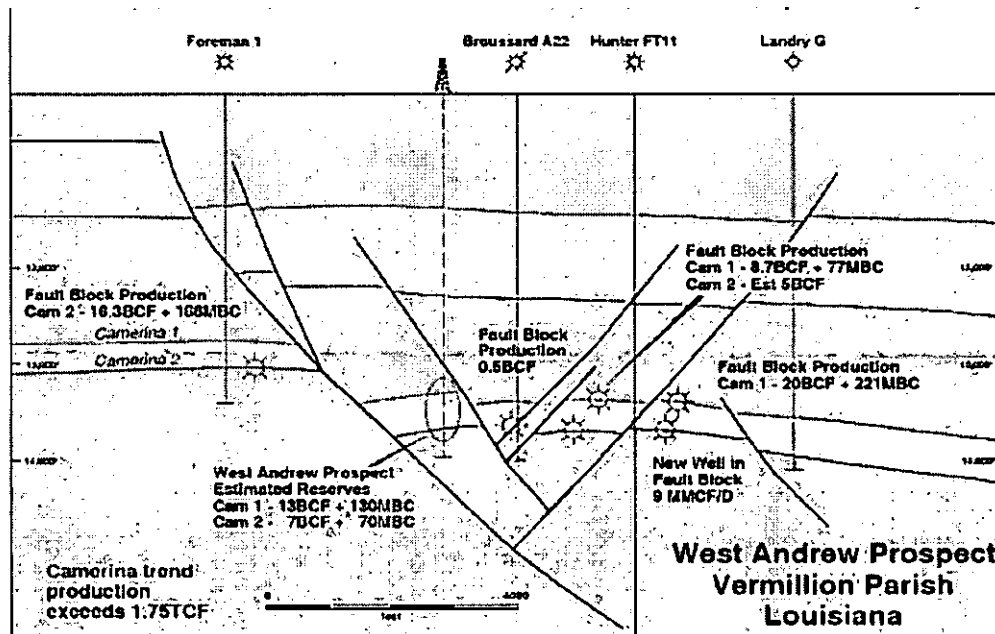 Foreman 1
Broussard A22
Hunter FT11
Landry G
Fault Block Production
Cam 1 - 8.7BCF + 77MBC
Cam 2 - Est 5BCF
Fault Block Production
Cam 2 - 16.3BCF + 168MBC
Camerina 1
Camerina 2
Fault Block
Production
0.5BCF
Fault Block Production
Cam 1 - 20BCF + 221MBC
West Andrew Prospect
Estimated Reserves
Cam 1 - 13BCF + 130MBC
Cam 2 - 7BCF + 70MBC
New Well in
Fault Block
9 MMCF/D
Camerina trend
production
exceeds 1.75TCF
0
feet
West Andrew Prospect
Vermillion Parish
Louisiana